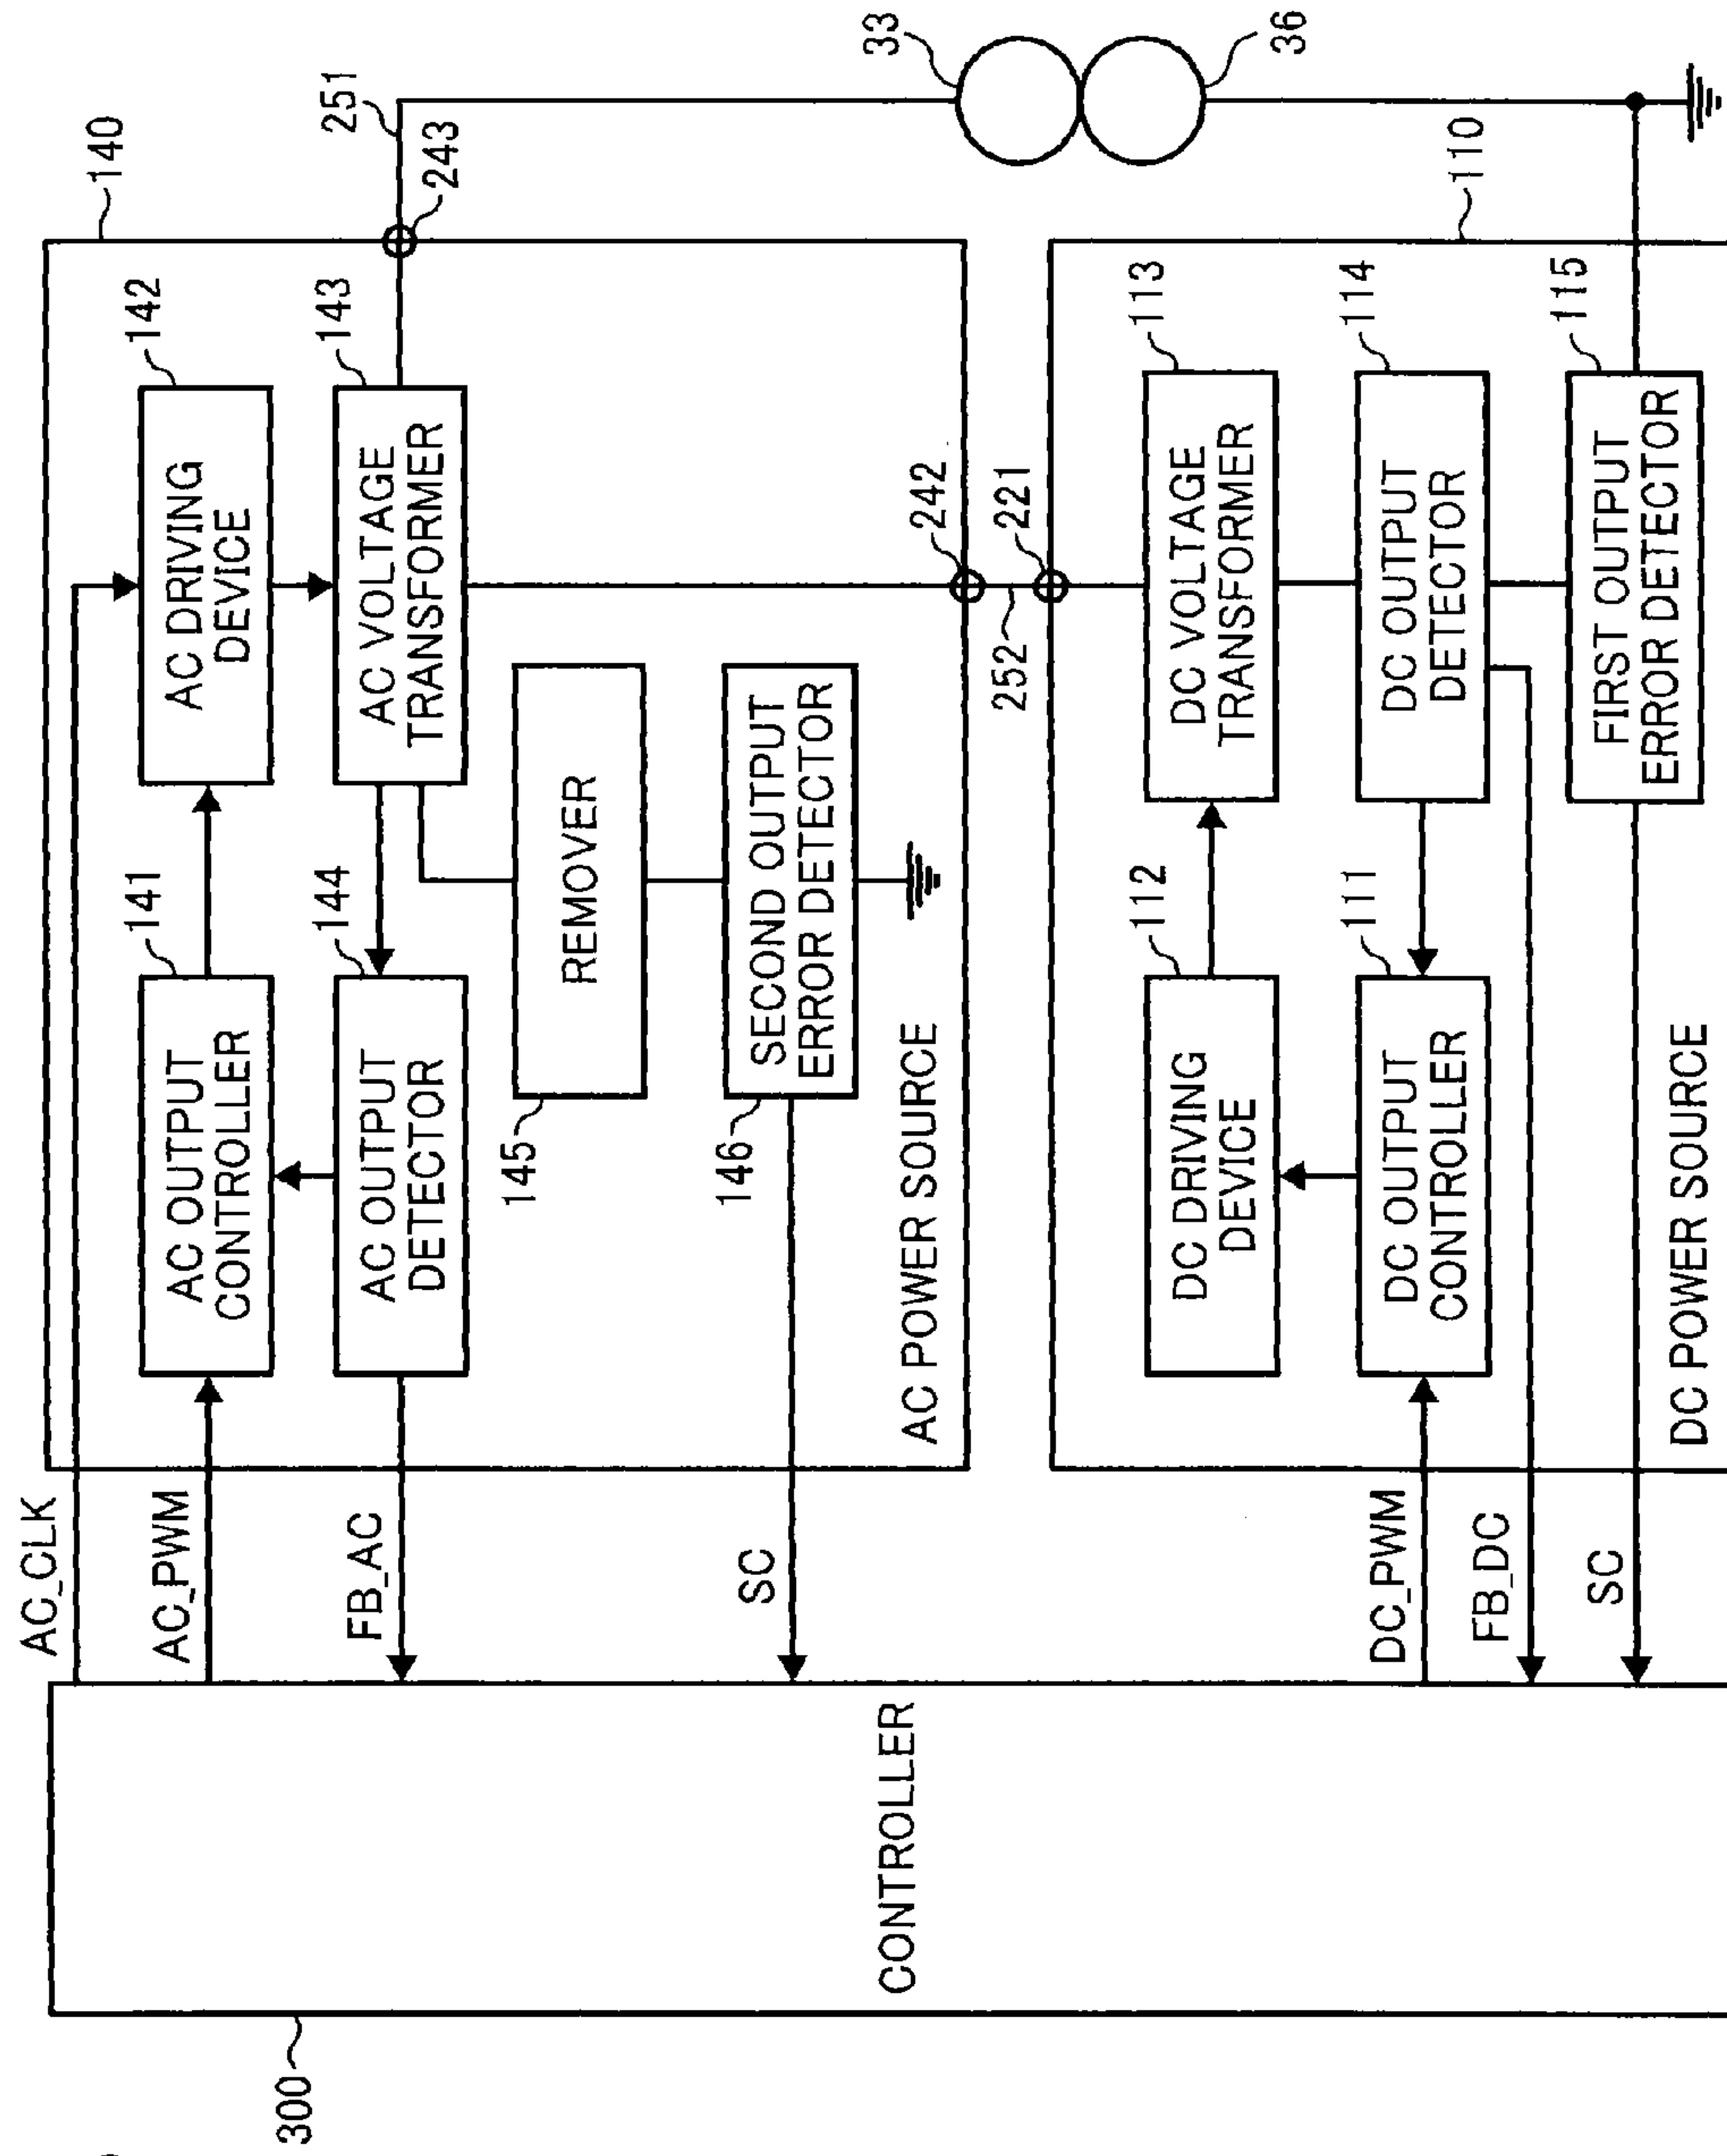 300
CONTROLLER
AC_CLK
AC_PWM
FB_AC
SC
DC_PWM
FB_DC
SC
140
141
AC OUTPUT
CONTROLLER
142
AC DRIVING
DEVICE
144
AC OUTPUT
DETECTOR
143
AC VOLTAGE
TRANSFORMER
145
REMOVER
146
SECOND OUTPUT
ERROR DETECTOR
AC POWER SOURCE
251
243
242
252
221
33
36
110
112
DC DRIVING
DEVICE
113
DC VOLTAGE
TRANSFORMER
111
DC OUTPUT
CONTROLLER
114
DC OUTPUT
DETECTOR
115
FIRST OUTPUT
ERROR DETECTOR
DC POWER SOURCE